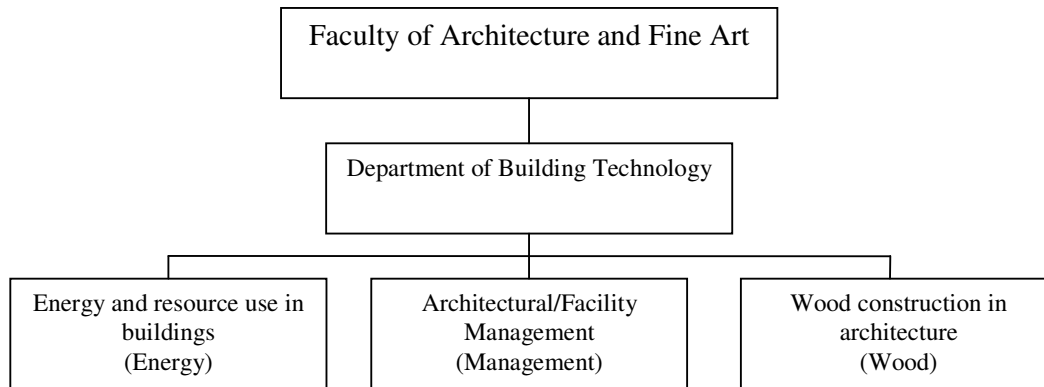 Faculty of Architecture and Fine Art
Department of Building Technology
Energy and resource use in
buildings
(Energy)
Architectural/Facility
Management
(Management)
Wood construction in
architecture
(Wood)